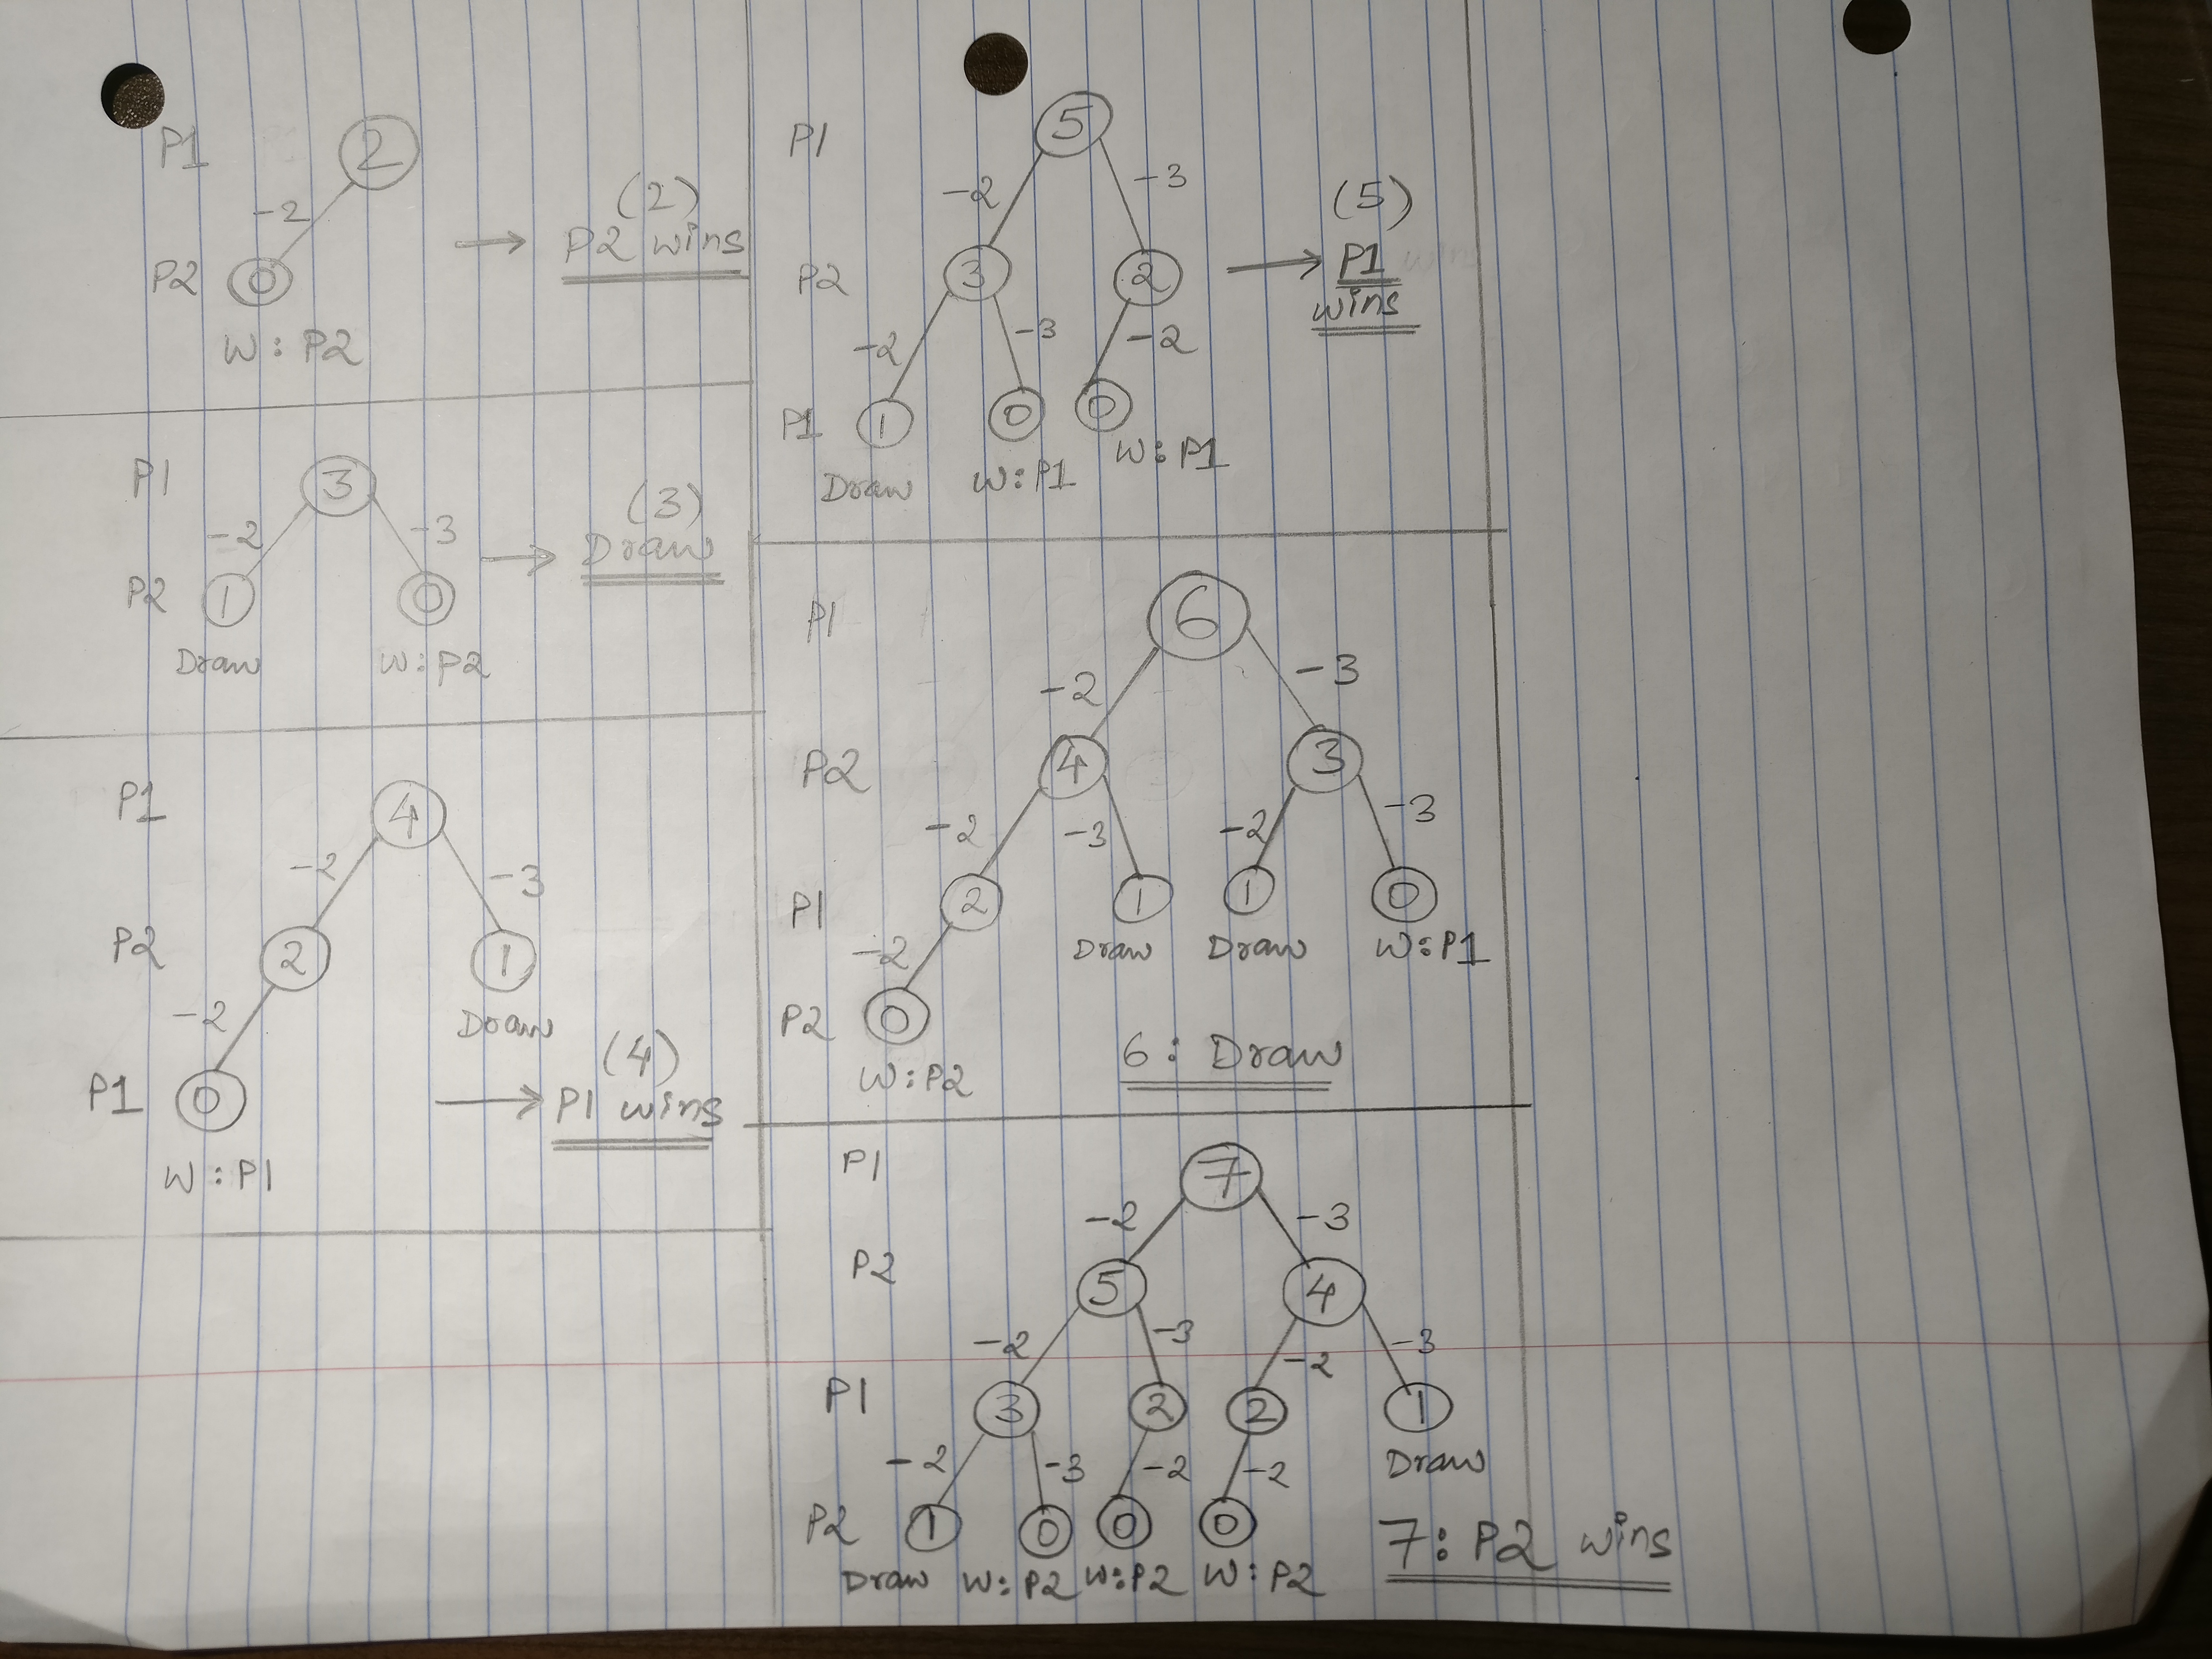 P1 2
-2
P2 0
W: P2
→ (2)
P2 wins
P1 3
-2 -3
P2 1 0
Draw W:P2
→ (3)
Draw
P1 4
-2 -3
P2 2 1
-2 Draw
P1 0
W:P1
→ (4)
P1 wins
P1 5
-2 -3
P2 3 2
-2 -3 -2
P1 1 0 0
Draw W:P1 W:P1
→ (5)
P1 wins
wins
P1 6
-2 -3
P2 4 3
-2 -3 -2 -3
P1 2 1 1 0
-2 Draw Draw W:P1
P2 0
W:P2
6: Draw
P1 7
-2 -3
P2 5 4
-2 -3 -2 -3
P1 3 2 2 1
-2 -3 -2 -2 Draw
P2 1 0 0 0
Draw W:P2 W:P2 W:P2
7: P2 wins